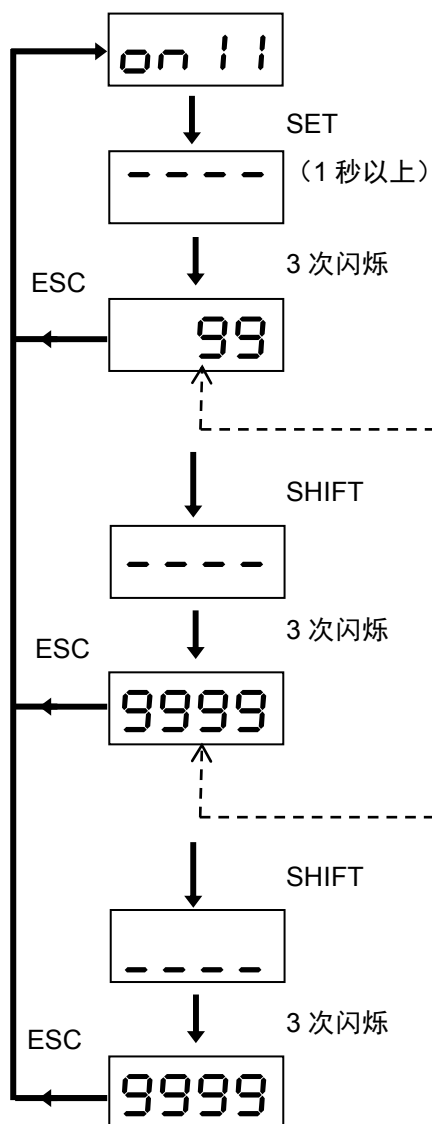 on11
SET
（1 秒以上）
----
3 次闪烁
ESC
99
SHIFT
----
3 次闪烁
ESC
9999
SHIFT
----
3 次闪烁
ESC
9999